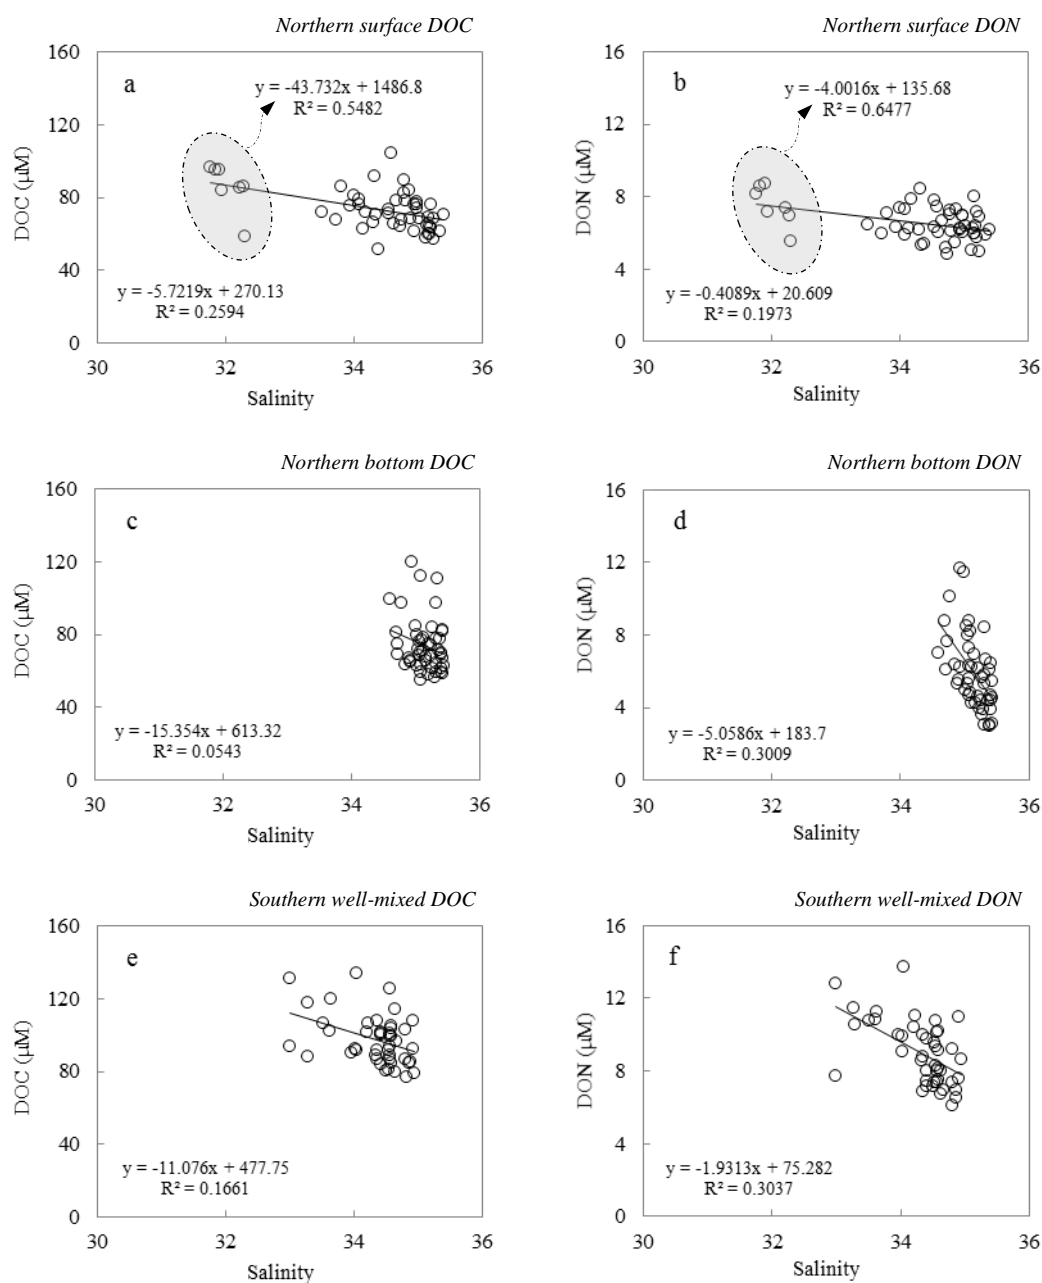 Northern surface DOC
160
120
80
40
0
DOC (µM)
a
y = -43.732x + 1486.8
R² = 0.5482
y = -5.7219x + 270.13
R² = 0.2594
30 32 34 36
Salinity
Northern surface DON
16
12
8
4
0
DON (µM)
b
y = -4.0016x + 135.68
R² = 0.6477
y = -0.4089x + 20.609
R² = 0.1973
30 32 34 36
Salinity
Northern bottom DOC
160
120
80
40
0
DOC (µM)
c
y = -15.354x + 613.32
R² = 0.0543
30 32 34 36
Salinity
Northern bottom DON
16
12
8
4
0
DON (µM)
d
y = -5.0586x + 183.7
R² = 0.3009
30 32 34 36
Salinity
Southern well-mixed DOC
160
120
80
40
0
DOC (µM)
e
y = -11.076x + 477.75
R² = 0.1661
30 32 34 36
Salinity
Southern well-mixed DON
16
12
8
4
0
DON (µM)
f
y = -1.9313x + 75.282
R² = 0.3037
30 32 34 36
Salinity